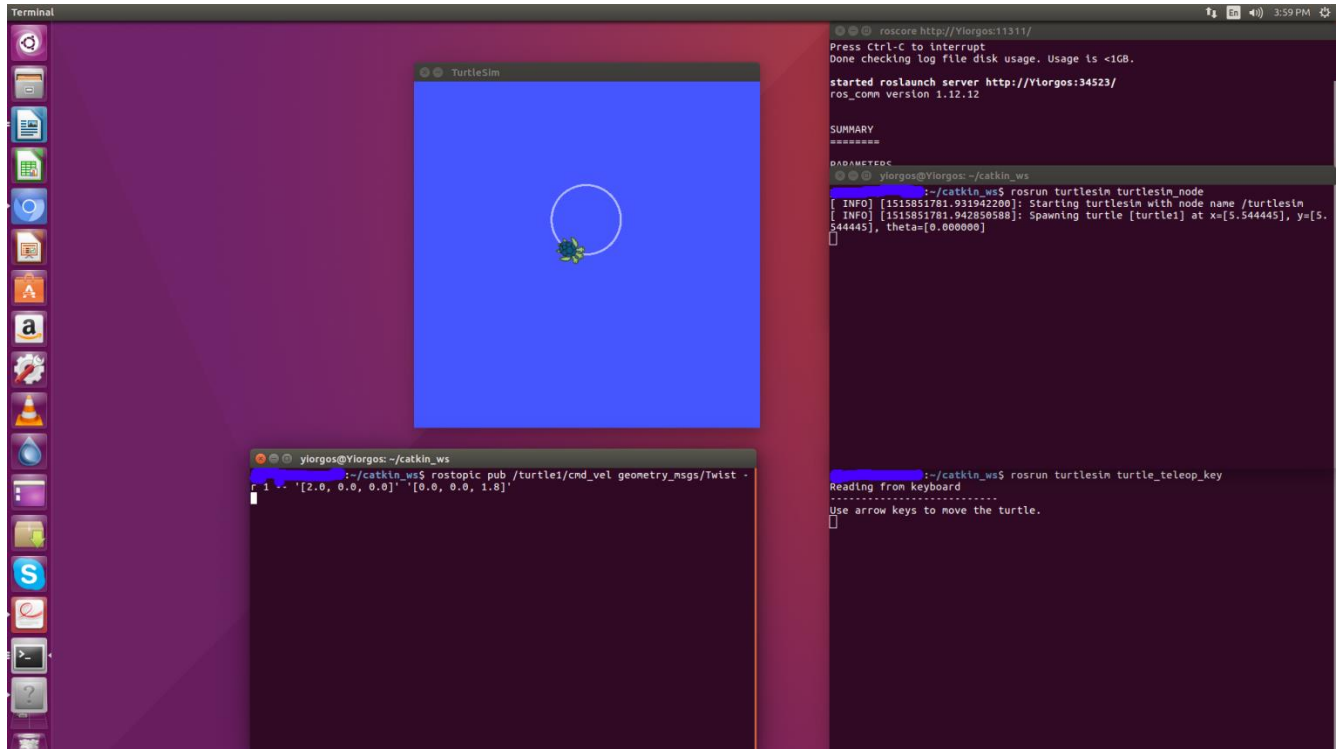 Terminal
En
3:59 PM
TurtleSim
roscore http://Yiorgos:11311/
Press Ctrl-C to interrupt
Done checking log file disk usage. Usage is <1GB.
started roslaunch server http://Yiorgos:34523/
ros_comm version 1.12.12
SUMMARY
========
PARAMETERS
yiorgos@Yiorgos: ~/catkin_ws
:~/catkin_ws$ rosrun turtlesim turtlesim_node
[ INFO] [1515851781.931942200]: Starting turtlesim with node name /turtlesim
[ INFO] [1515851781.942850588]: Spawning turtle [turtle1] at x=[5.544445], y=[5.
544445], theta=[0.000000]
yiorgos@Yiorgos: ~/catkin_ws
:~/catkin_ws$ rostopic pub /turtle1/cmd_vel geometry_msgs/Twist -
r 1 -- '[2.0, 0.0, 0.0]' '[0.0, 0.0, 1.8]'
:~/catkin_ws$ rosrun turtlesim turtle_teleop_key
Reading from keyboard
---------------------------
Use arrow keys to move the turtle.